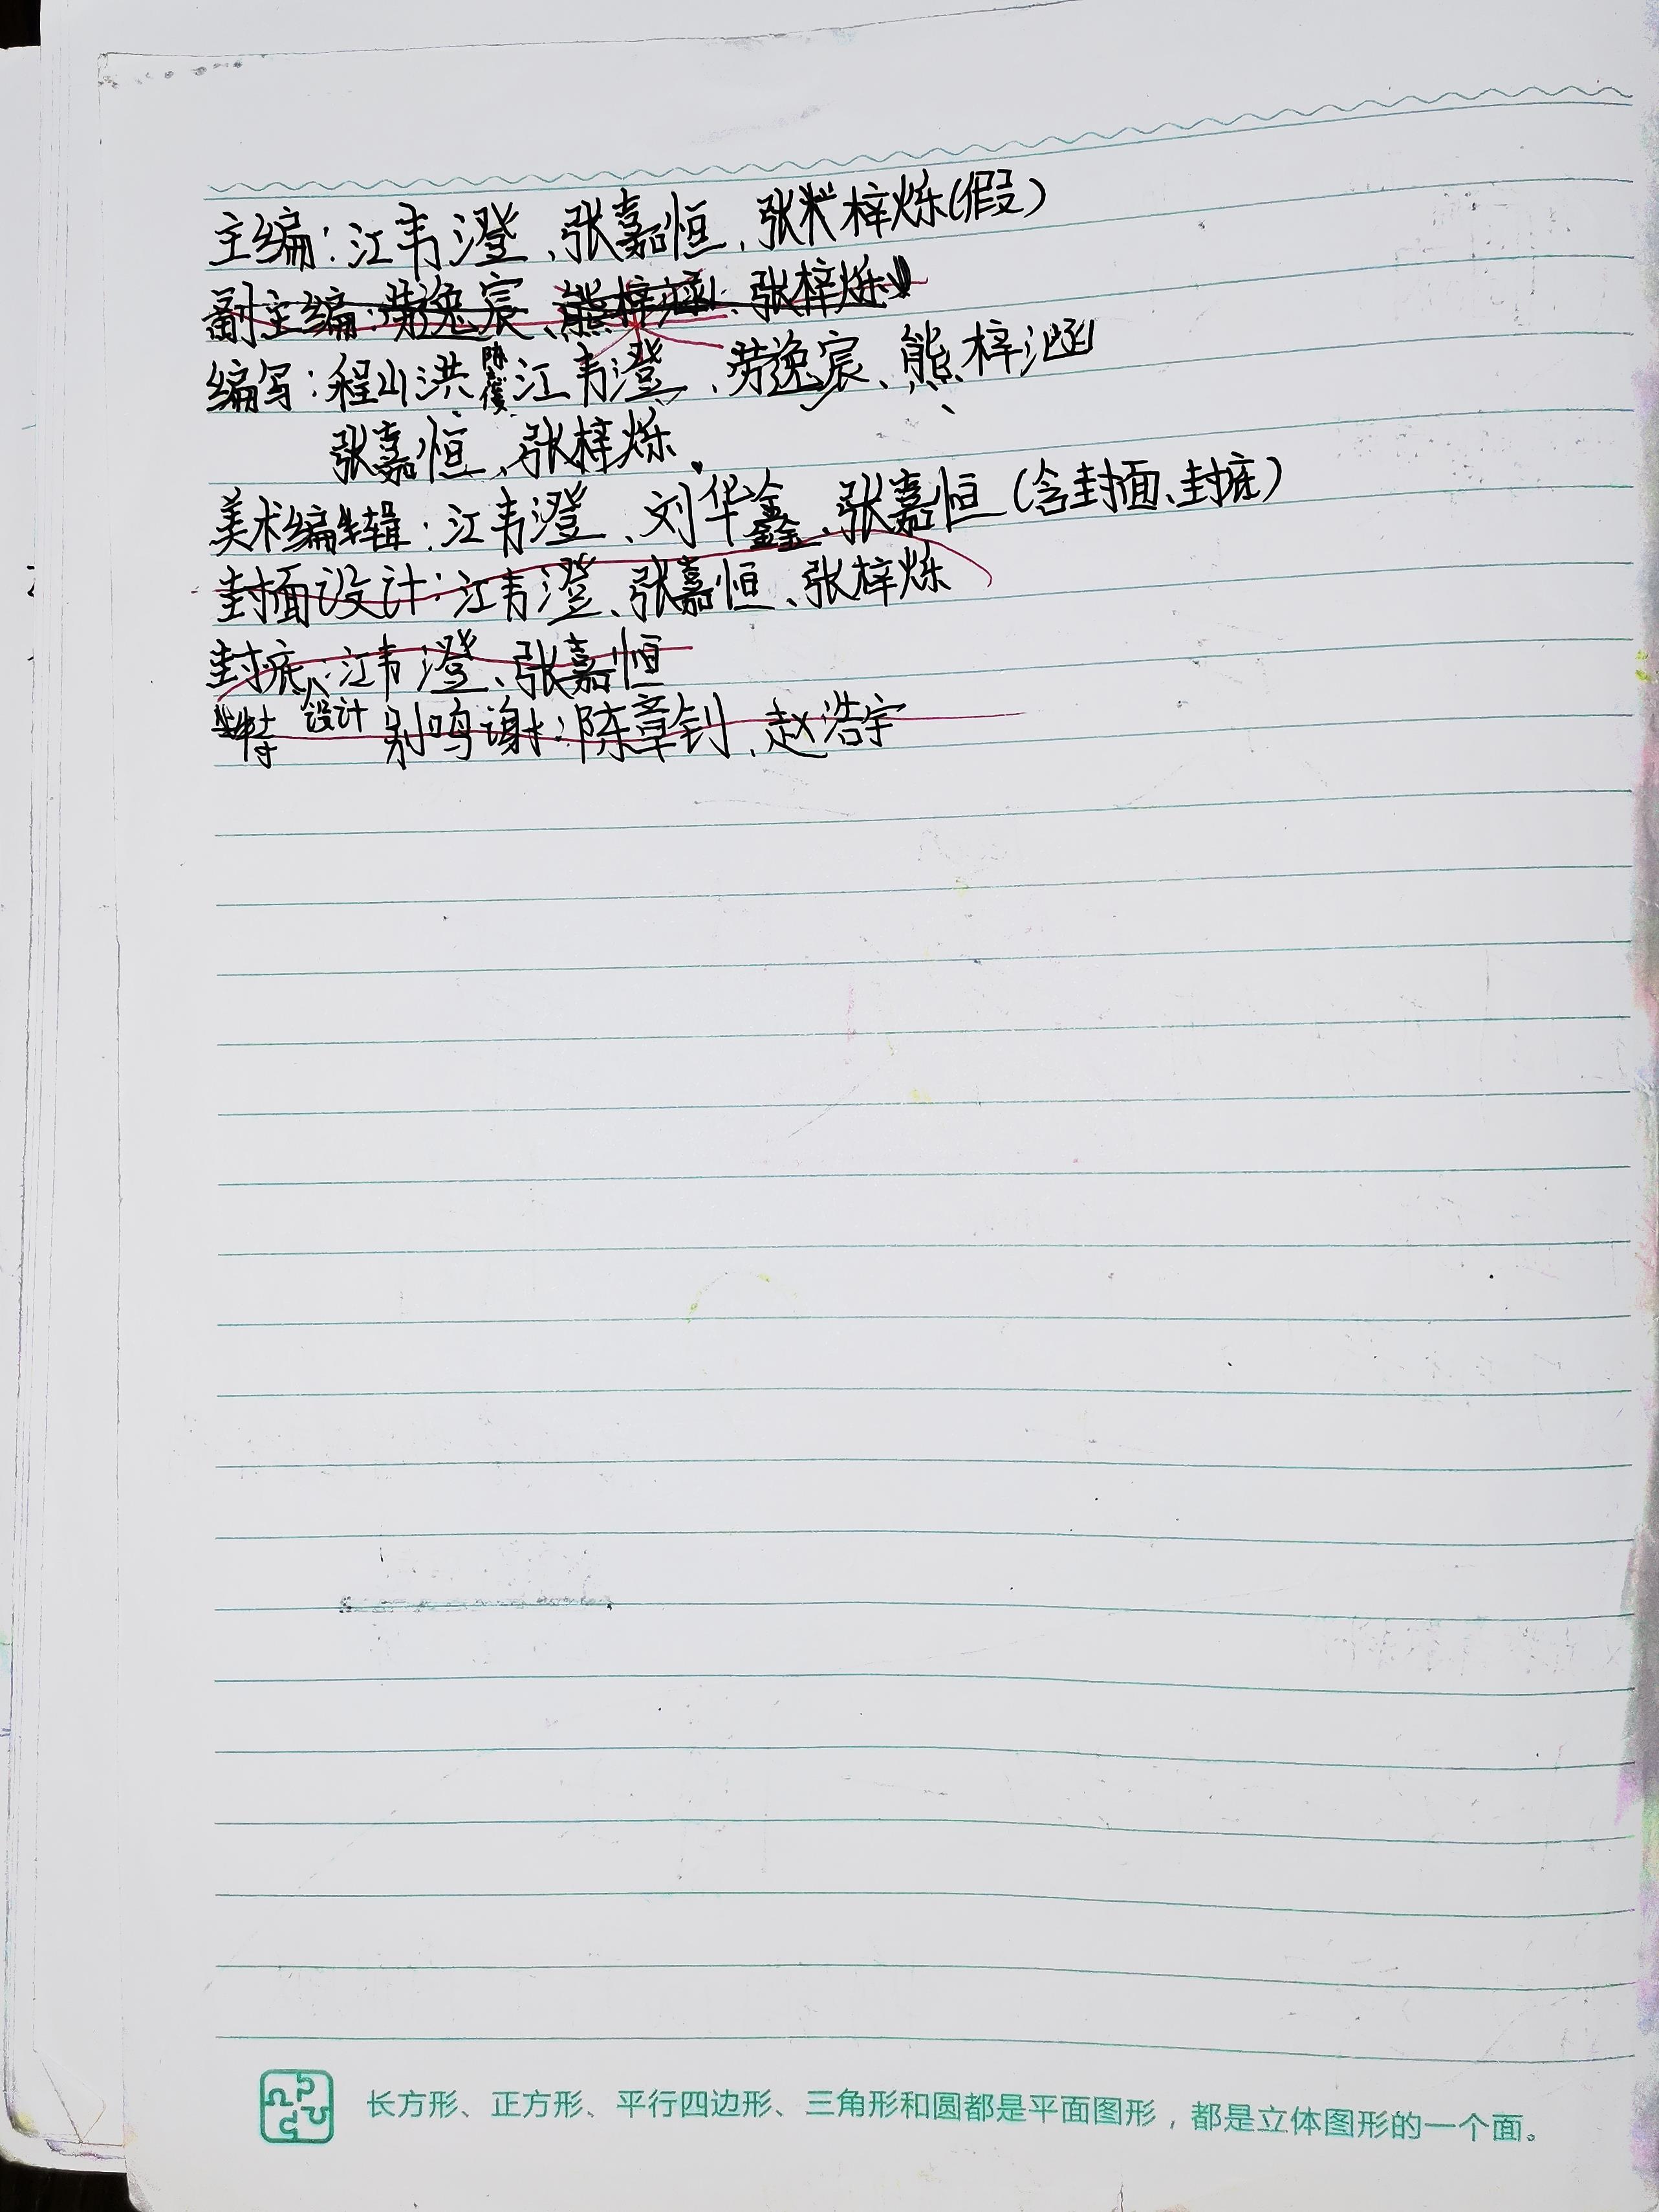 主编：江韦澄、张嘉恒、张梓烁(假)
副主编：劳逸宸、熊梓涵、张梓烁
编写：程山洪 江韦澄、劳逸宸、熊梓涵
张嘉恒、张梓烁
美术编辑：江韦澄、刘华鑫、张嘉恒(含封面、封底)
封面设计：江韦澄、张嘉恒、张梓烁
封底设计：江韦澄、张嘉恒
特别鸣谢：陈章钊、赵浩宇
长方形、正方形、平行四边形、三角形和圆都是平面图形，都是立体图形的一个面。